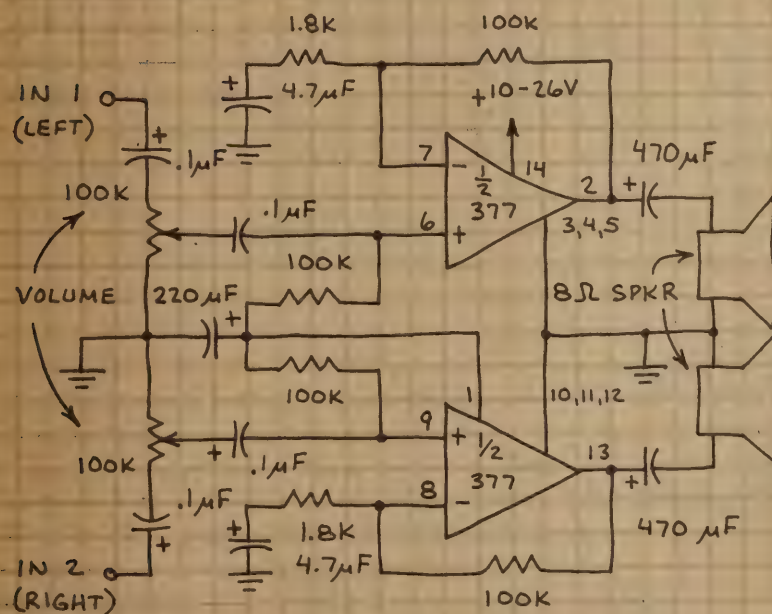 1.8K
100K
+
4.7µF
+10-26V
IN 1
(LEFT)
+
.1µF
7
-
1/2
14
377
2
470µF
+
3,4,5
100K
.1µF
6
+
100K
VOLUME
220µF
+
8Ω SPKR
100K
1
10,11,12
9
+
1/2
13
377
8
-
100K
+
.1µF
.1µF
+
+
1.8K
4.7µF
+
470 µF
IN 2
(RIGHT)
100K